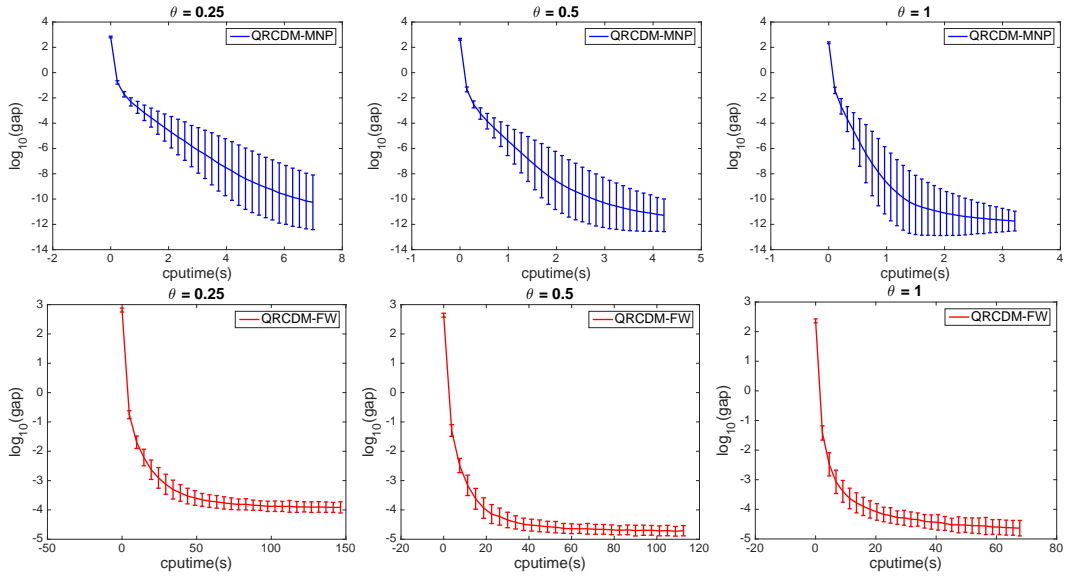 θ = 0.25
QRCDM-MNP
4
2
0
-2
-4
-6
-8
-10
-12
-14
log10(gap)
-2 0 2 4 6 8
cputime(s)
θ = 0.5
QRCDM-MNP
4
2
0
-2
-4
-6
-8
-10
-12
-14
log10(gap)
-1 0 1 2 3 4 5
cputime(s)
θ = 1
QRCDM-MNP
4
2
0
-2
-4
-6
-8
-10
-12
-14
log10(gap)
-1 0 1 2 3 4
cputime(s)
θ = 0.25
QRCDM-FW
3
2
1
0
-1
-2
-3
-4
-5
log10(gap)
-50 0 50 100 150
cputime(s)
θ = 0.5
QRCDM-FW
3
2
1
0
-1
-2
-3
-4
-5
log10(gap)
-20 0 20 40 60 80 100 120
cputime(s)
θ = 1
QRCDM-FW
3
2
1
0
-1
-2
-3
-4
-5
log10(gap)
-20 0 20 40 60 80
cputime(s)